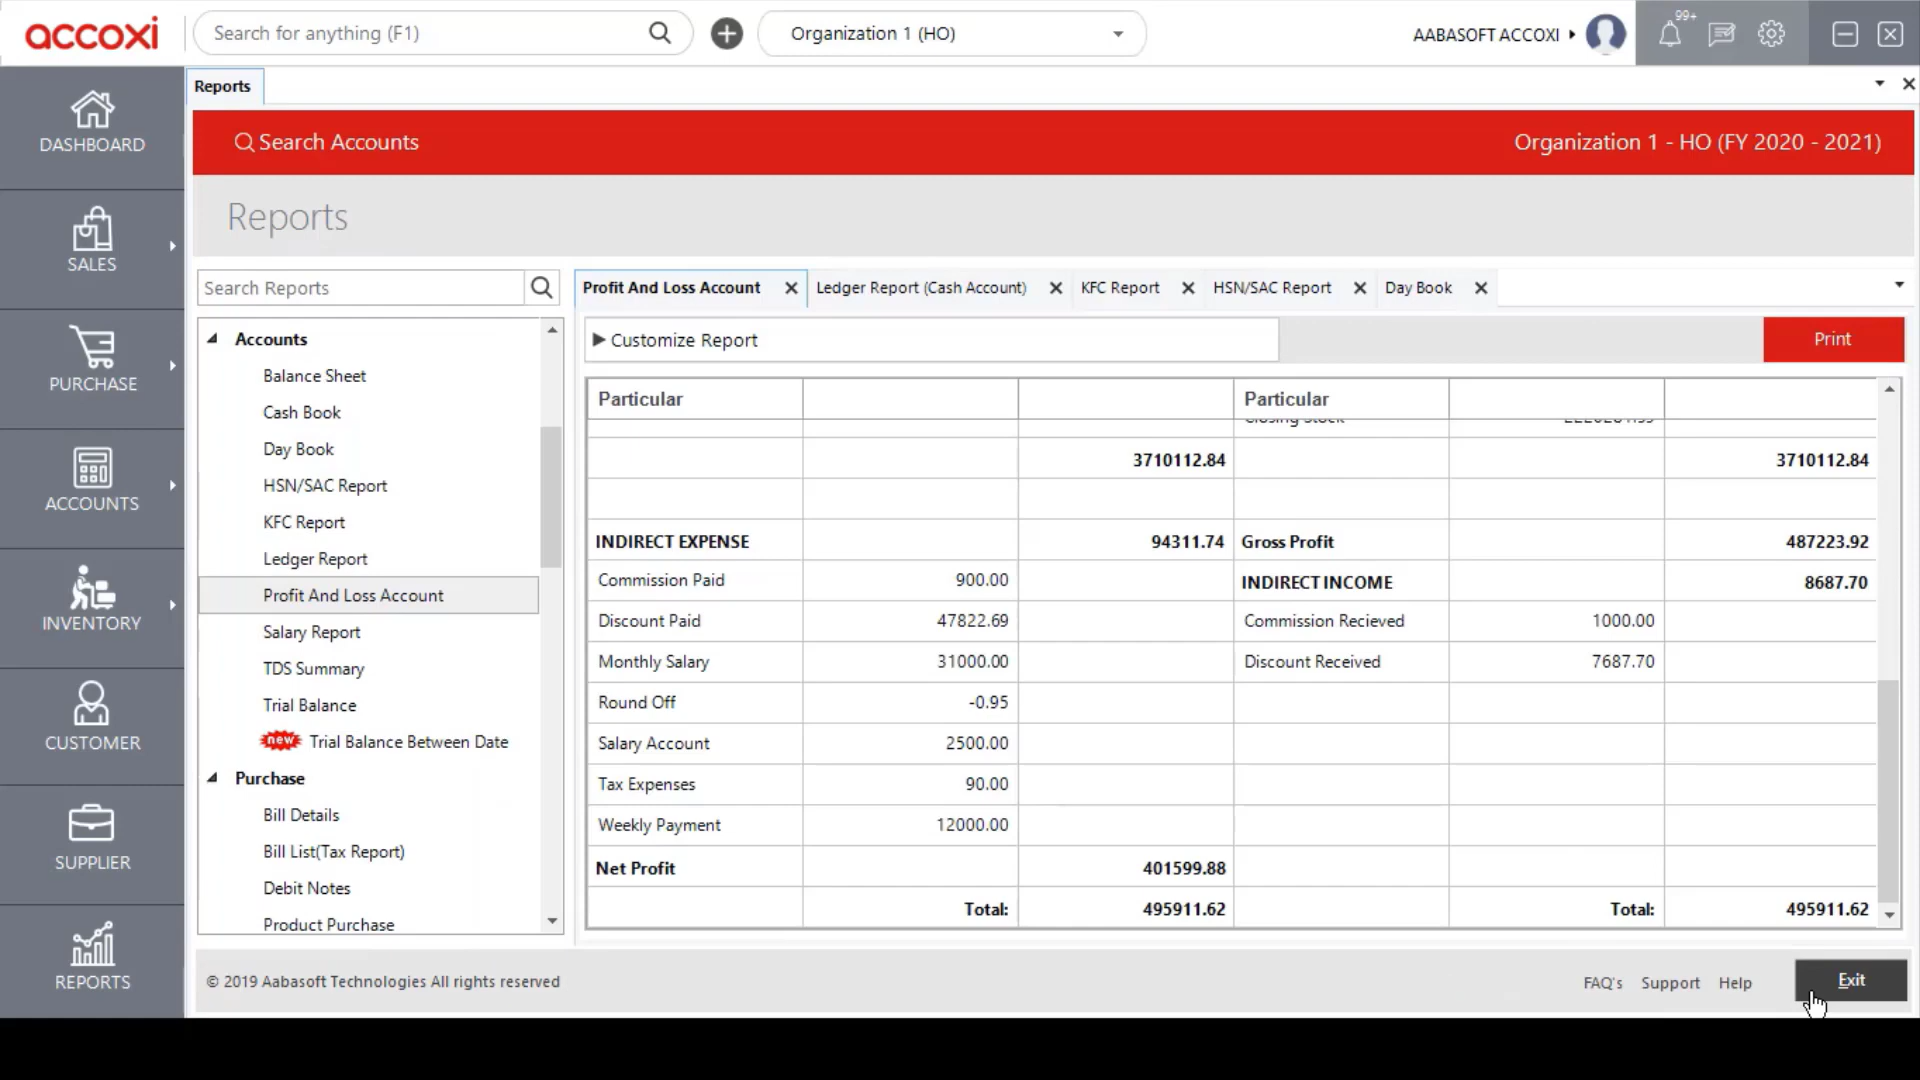 accoxi
Search for anything (F1)
Organization 1 (HO)
AABASOFT ACCOXI
99+
Reports
Search Accounts
Organization 1 - HO (FY 2020 - 2021)
Reports
DASHBOARD
SALES
PURCHASE
ACCOUNTS
INVENTORY
CUSTOMER
SUPPLIER
REPORTS
Search Reports
Accounts
Balance Sheet
Cash Book
Day Book
HSN/SAC Report
KFC Report
Ledger Report
Profit And Loss Account
Salary Report
TDS Summary
Trial Balance
new Trial Balance Between Date
Purchase
Bill Details
Bill List(Tax Report)
Debit Notes
Product Purchase
Profit And Loss Account Ledger Report (Cash Account) KFC Report HSN/SAC Report Day Book
Customize Report
Print
Particular Particular
Closing Stock
3710112.84 3710112.84
INDIRECT EXPENSE 94311.74 Gross Profit 487223.92
Commission Paid 900.00 INDIRECT INCOME 8687.70
Discount Paid 47822.69 Commission Recieved 1000.00
Monthly Salary 31000.00 Discount Received 7687.70
Round Off -0.95
Salary Account 2500.00
Tax Expenses 90.00
Weekly Payment 12000.00
Net Profit 401599.88
Total: 495911.62 Total: 495911.62
© 2019 Aabasoft Technologies All rights reserved
FAQ's Support Help
Exit